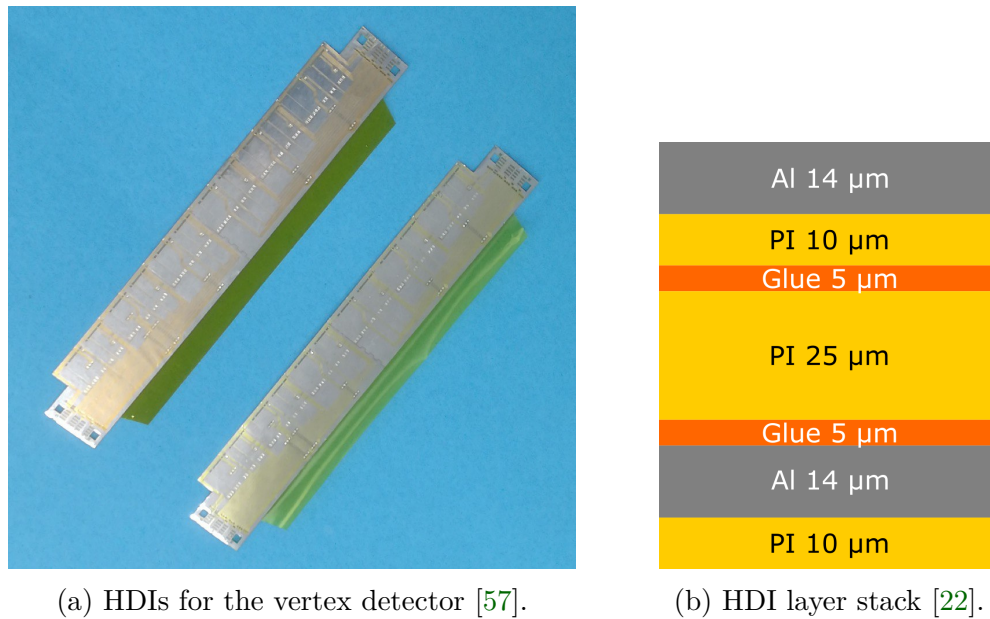 Al 14 µm
PI 10 µm
Glue 5 µm
PI 25 µm
Glue 5 µm
Al 14 µm
PI 10 µm
(a) HDIs for the vertex detector [57].
(b) HDI layer stack [22].